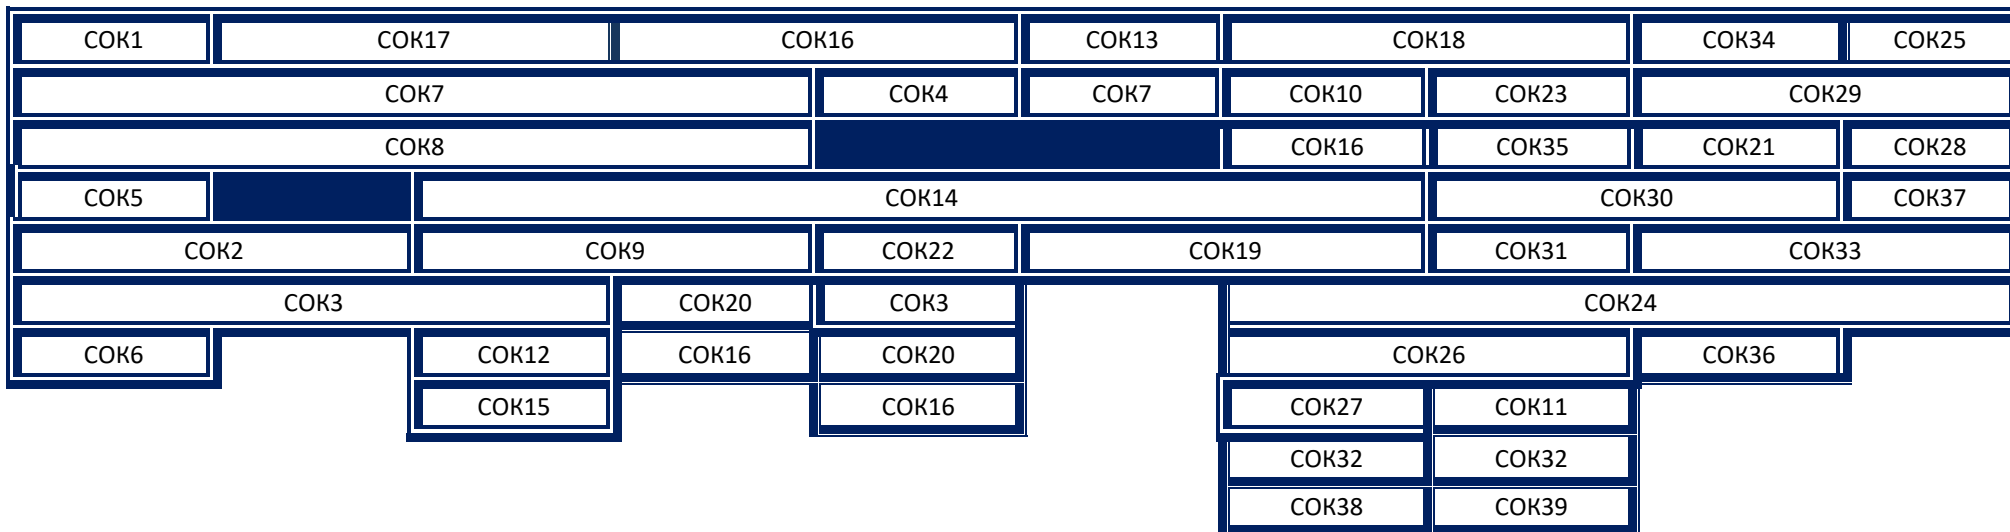 СОК1 СОК17 СОК16 СОК13 СОК18 СОК34 СОК25
СОК7 СОК4 СОК7 СОК10 СОК23 СОК29
СОК8 СОК16 СОК35 СОК21 СОК28
СОК5 СОК14 СОК30 СОК37
СОК2 СОК9 СОК22 СОК19 СОК31 СОК33
СОК3 СОК20 СОК3 СОК24
СОК6 СОК12 СОК16 СОК20 СОК26 СОК36
СОК15 СОК16 СОК27 СОК11
СОК32 СОК32
СОК38 СОК39